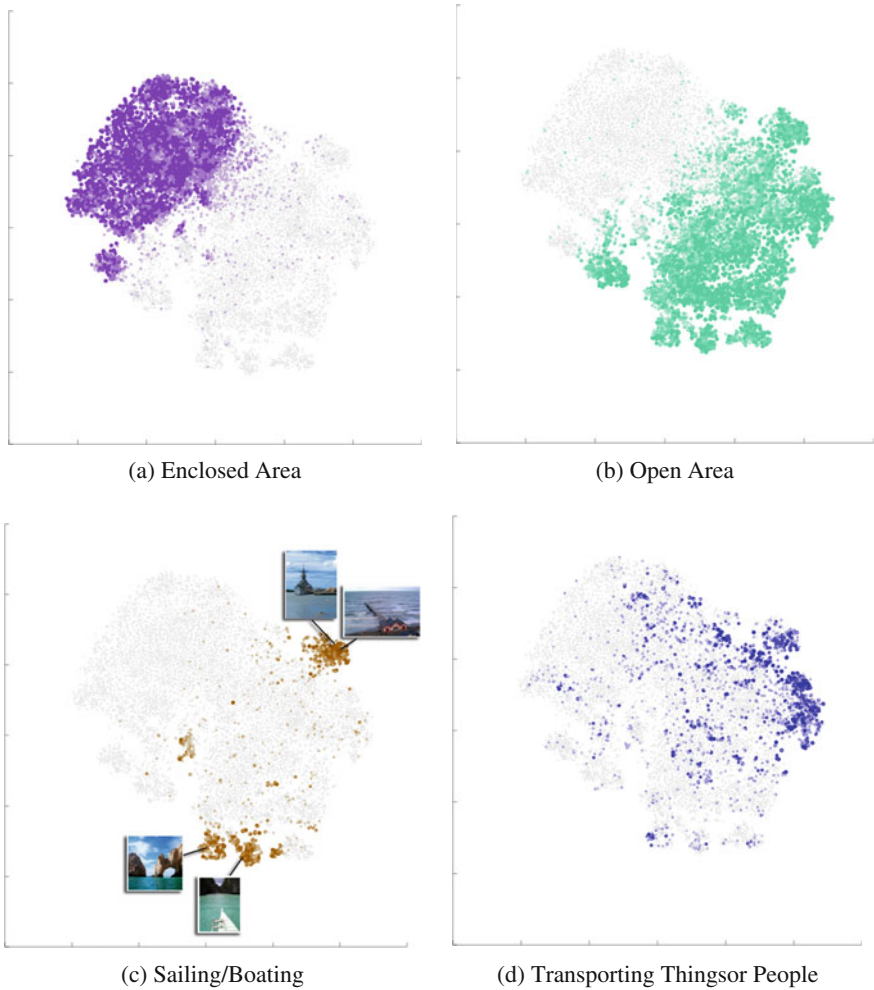 (a) Enclosed Area
(b) Open Area
(c) Sailing/Boating
(d) Transporting Thingsor People